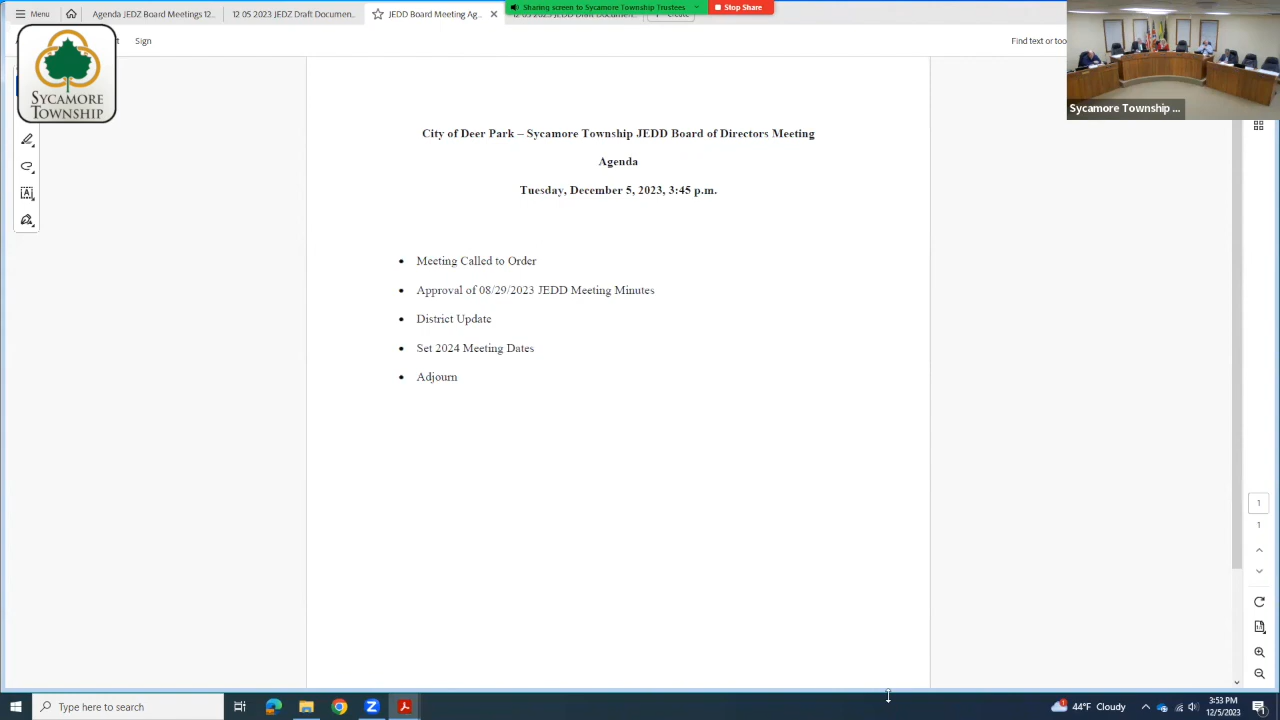 Agenda JEDZ Board Meetings 12...
12 05 2023 JEDZ Draft Documen...
JEDD Board Meeting Ag...
Sharing screen to Sycamore Township Trustees
Stop Share
Menu
Sign
Find text or too
SYCAMORE
TOWNSHIP
Sycamore Township ...
City of Deer Park – Sycamore Township JEDD Board of Directors Meeting
Agenda
Tuesday, December 5, 2023, 3:45 p.m.
• Meeting Called to Order
• Approval of 08/29/2023 JEDD Meeting Minutes
• District Update
• Set 2024 Meeting Dates
• Adjourn
1
1
Type here to search
44°F Cloudy
3:53 PM
12/5/2023